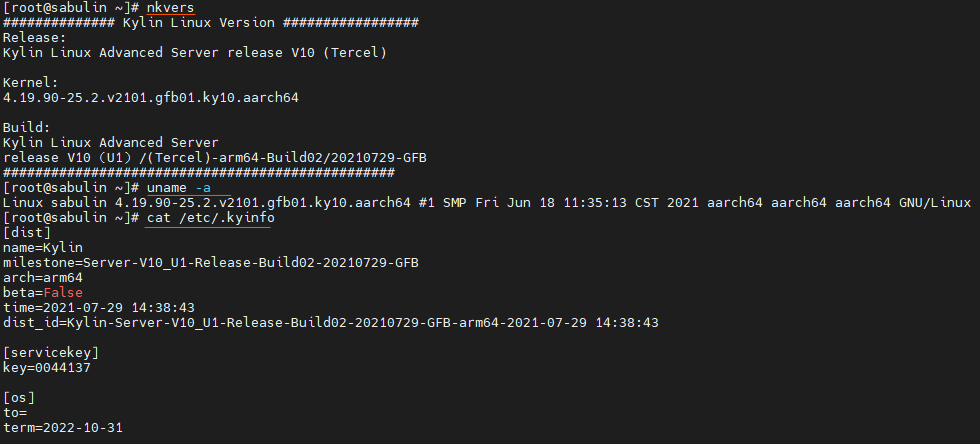 [root@sabulin ~]# nkvers
############## Kylin Linux Version #################
Release:
Kylin Linux Advanced Server release V10 (Tercel)
Kernel:
4.19.90-25.2.v2101.gfb01.ky10.aarch64
Build:
Kylin Linux Advanced Server
release V10 (U1) /(Tercel)-arm64-Build02/20210729-GFB
#################################################
[root@sabulin ~]# uname -a
Linux sabulin 4.19.90-25.2.v2101.gfb01.ky10.aarch64 #1 SMP Fri Jun 18 11:35:13 CST 2021 aarch64 aarch64 aarch64 GNU/Linux
[root@sabulin ~]# cat /etc/.kyinfo
[dist]
name=Kylin
milestone=Server-V10_U1-Release-Build02-20210729-GFB
arch=arm64
beta=False
time=2021-07-29 14:38:43
dist_id=Kylin-Server-V10_U1-Release-Build02-20210729-GFB-arm64-2021-07-29 14:38:43
[servicekey]
key=0044137
[os]
to=
term=2022-10-31